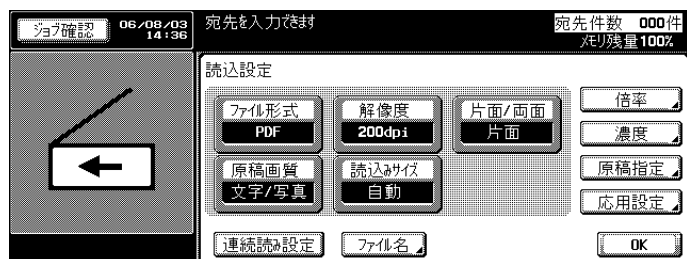 ジョブ確認 06/08/03 14:36
宛先を入力できます
宛先件数 000件
メモリ残量100%
読込設定
ファイル形式 解像度 片面/両面
PDF 200dpi 片面
原稿画質 読込みサイズ
文字/写真 自動
倍率
濃度
原稿指定
応用設定
連続読み設定 ファイル名 OK